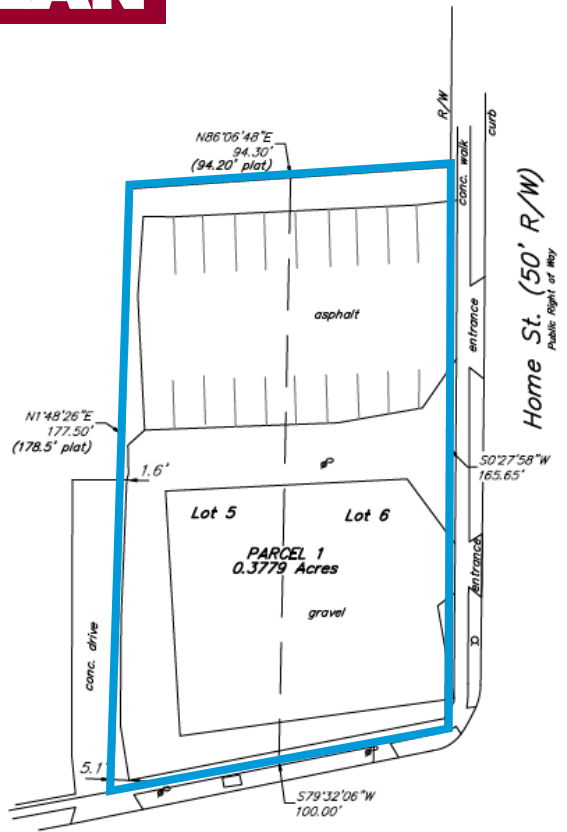 R/W
curb
N86°06'48"E
94.30'
(94.20' plat)
conc. walk
Home St. (50' R/W)
Public Right of Way
asphalt
entrance
N1°48'26"E
177.50'
(178.5' plat)
S0°27'58"W
165.65'
1.6'
Lot 5
Lot 6
PARCEL 1
0.3779 Acres
entrance
gravel
conc. drive
5.1'
S79°32'06"W
100.00'